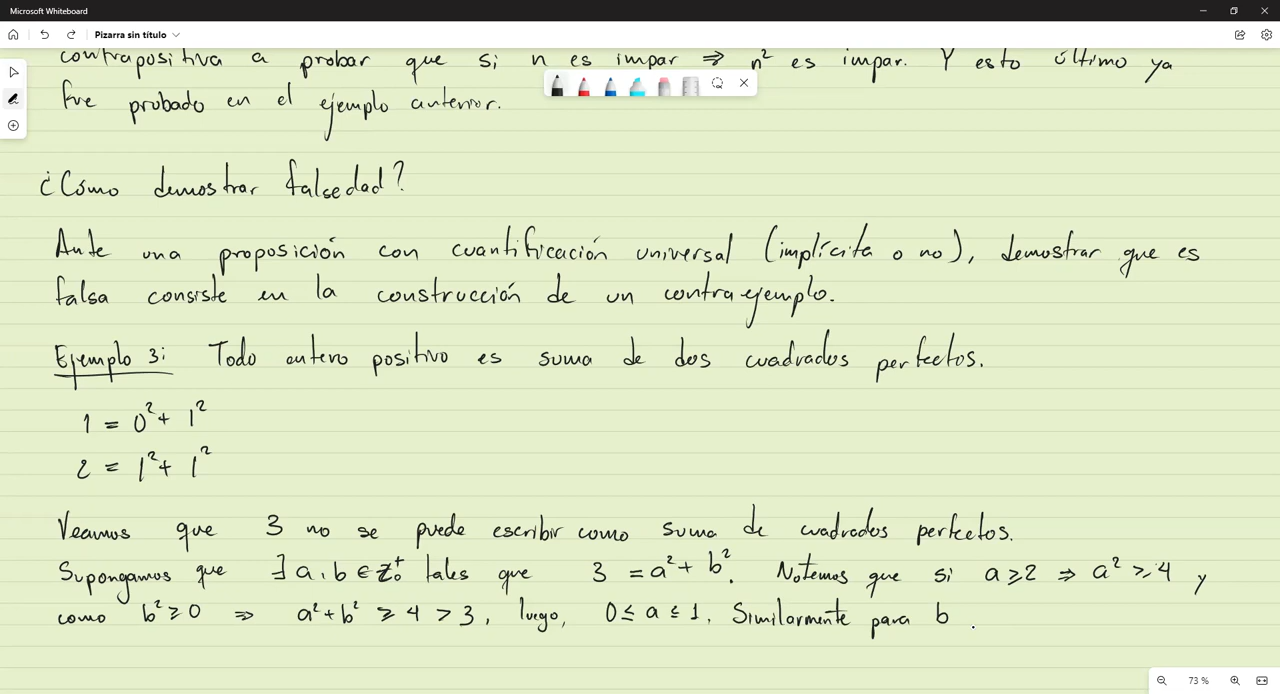 Microsoft Whiteboard
Pizarra sin título
contrapositiva a probar que si n es impar ⇒ n² es impar. Y esto último ya
fue probado en el ejemplo anterior.
¿Cómo demostrar falsedad?
Ante una proposición con cuantificación universal (implícita o no), demostrar que es
falsa consiste en la construcción de un contraejemplo.
Ejemplo 3: Todo entero positivo es suma de dos cuadrados perfectos.
1 = 0² + 1²
2 = 1² + 1²
Veamos que 3 no se puede escribir como suma de cuadrados perfectos.
Supongamos que ∃ a, b ∈ ℤ₀⁺ tales que 3 = a² + b². Notemos que si a ≥ 2 ⇒ a² ≥ 4 y
como b² ≥ 0 ⇒ a² + b² ≥ 4 > 3, luego, 0 ≤ a ≤ 1. Similarmente para b.
73 %